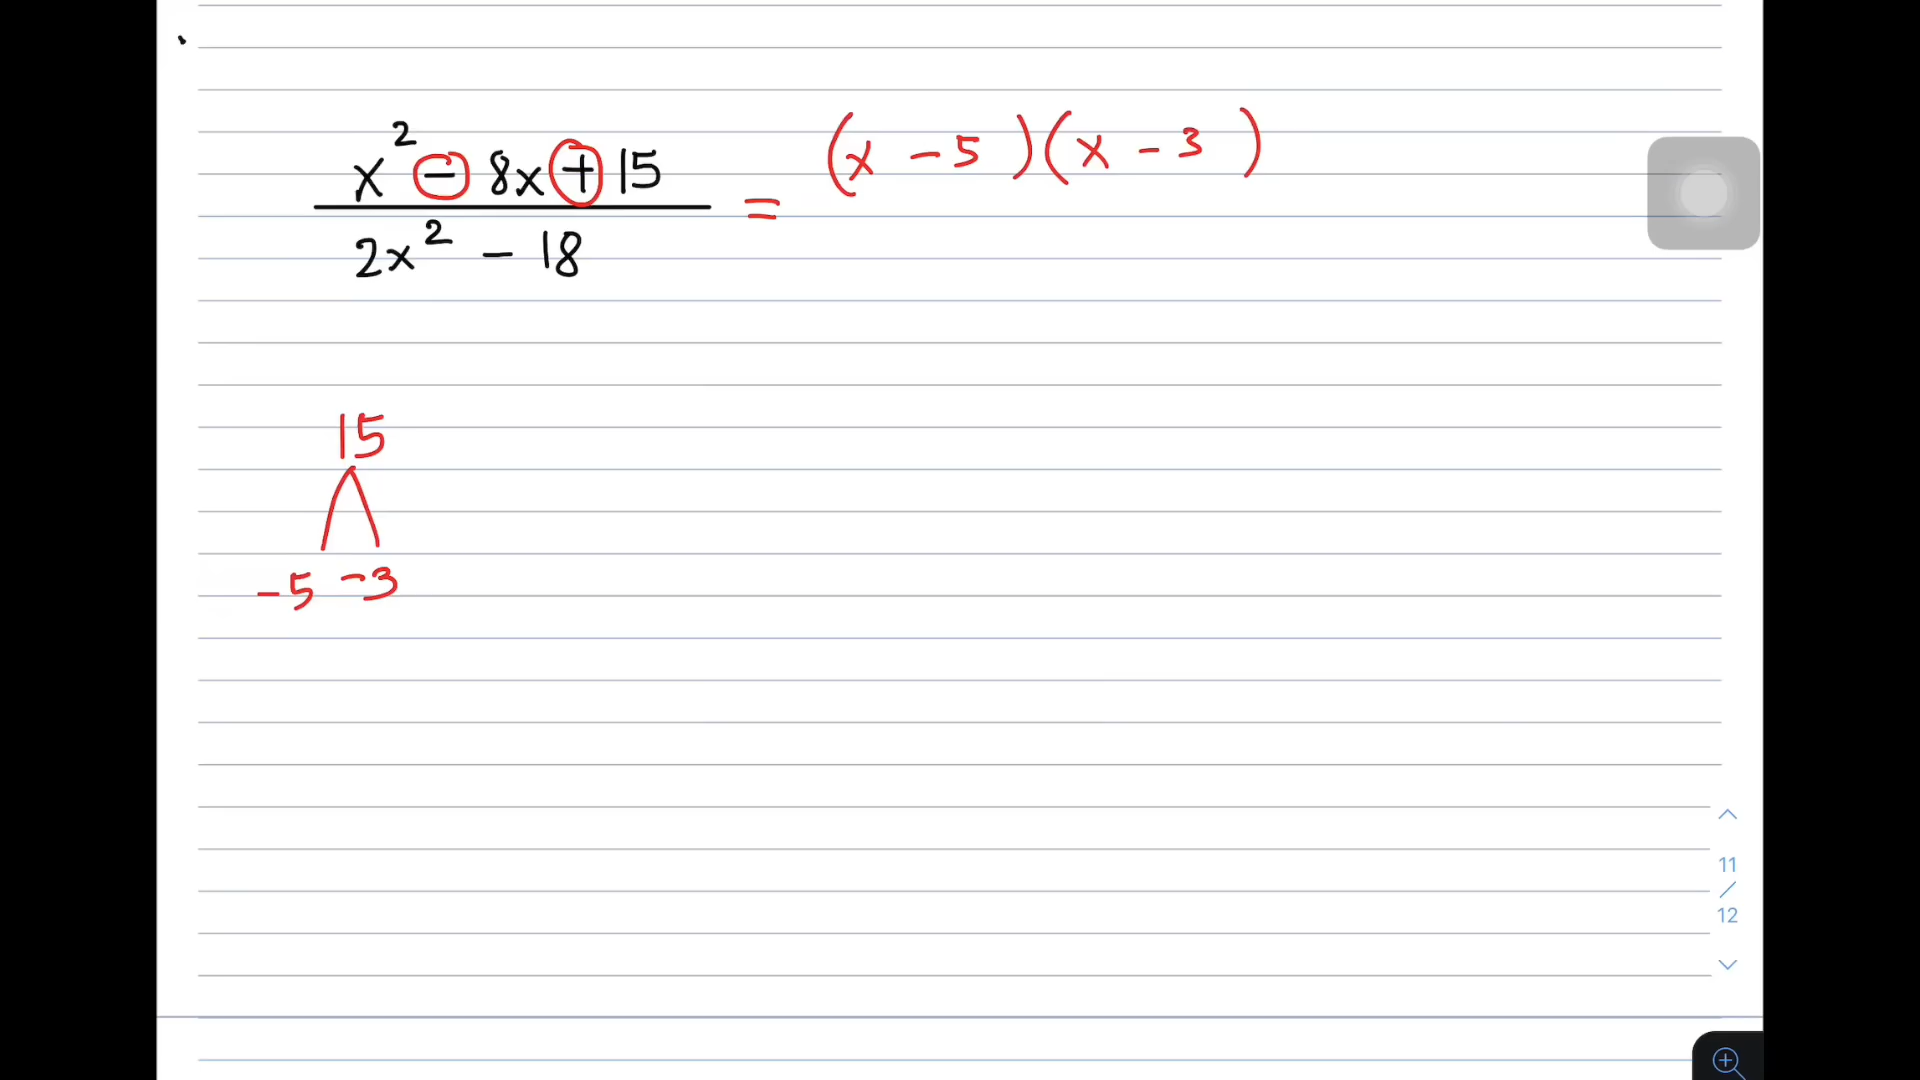 x² - 8x + 15 = (x - 5)(x - 3)
2x² - 18
15
-5 -3
11
/
12